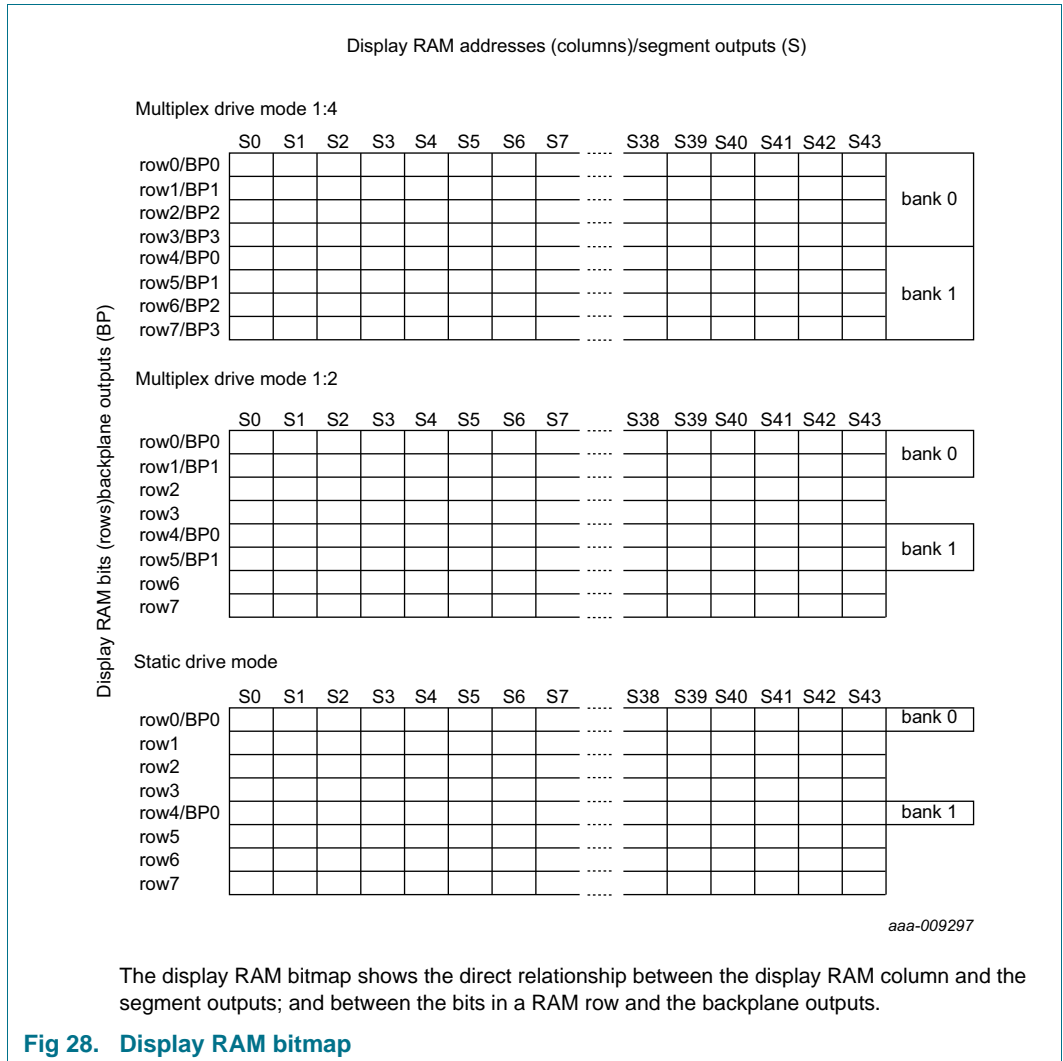 Display RAM addresses (columns)/segment outputs (S)
Display RAM bits (rows)backplane outputs (BP)
Multiplex drive mode 1:4
S0 S1 S2 S3 S4 S5 S6 S7 ..... S38 S39 S40 S41 S42 S43
row0/BP0
row1/BP1
bank 0
row2/BP2
row3/BP3
row4/BP0
row5/BP1
bank 1
row6/BP2
row7/BP3
Multiplex drive mode 1:2
S0 S1 S2 S3 S4 S5 S6 S7 ..... S38 S39 S40 S41 S42 S43
row0/BP0
bank 0
row1/BP1
row2
row3
row4/BP0
bank 1
row5/BP1
row6
row7
Static drive mode
S0 S1 S2 S3 S4 S5 S6 S7 ..... S38 S39 S40 S41 S42 S43
row0/BP0 bank 0
row1
row2
row3
row4/BP0 bank 1
row5
row6
row7
aaa-009297
The display RAM bitmap shows the direct relationship between the display RAM column and the
segment outputs; and between the bits in a RAM row and the backplane outputs.
Fig 28. Display RAM bitmap